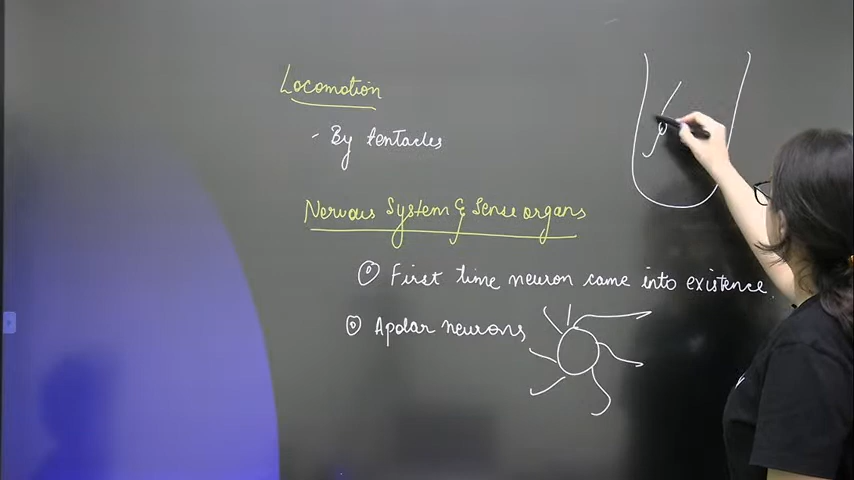 Locomotion
- By tentacles
Nervous System & Sense organs
First time neuron came into existence.
Apolar neurons